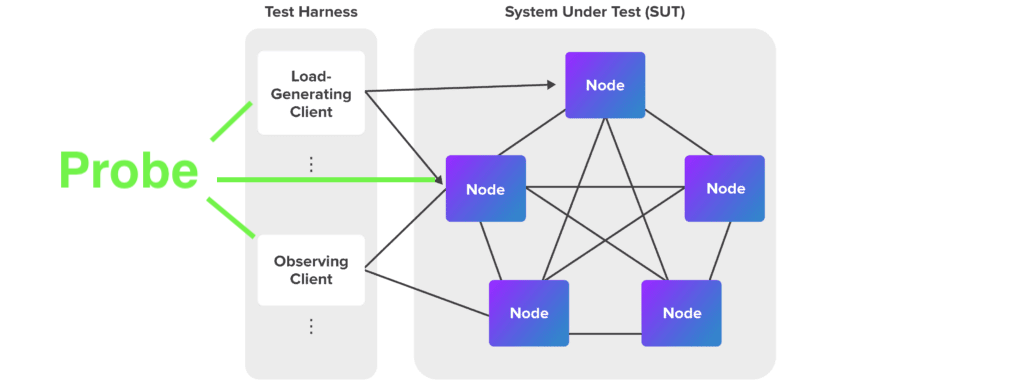 Test Harness
System Under Test (SUT)
Load-
Generating
Client
Node
Probe
Node
Node
Observing
Client
Node
Node